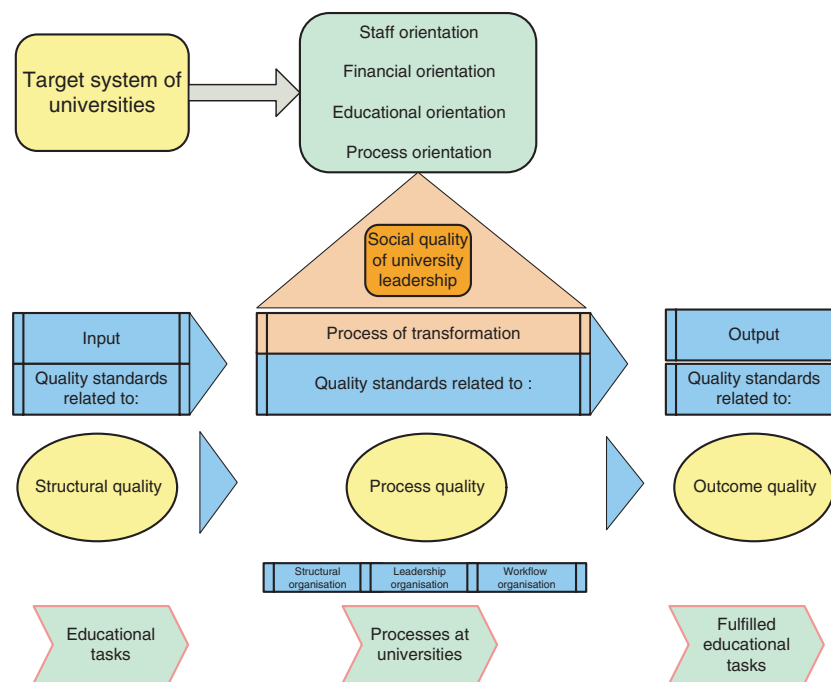 Target system of
universities
Staff orientation
Financial orientation
Educational orientation
Process orientation
Social quality
of university
leadership
Input
Quality standards
related to:
Process of transformation
Quality standards related to :
Output
Quality standards
related to:
Structural quality
Process quality
Outcome quality
Structural
organisation
Leadership
organisation
Workflow
organisation
Educational
tasks
Processes at
universities
Fulfilled
educational
tasks